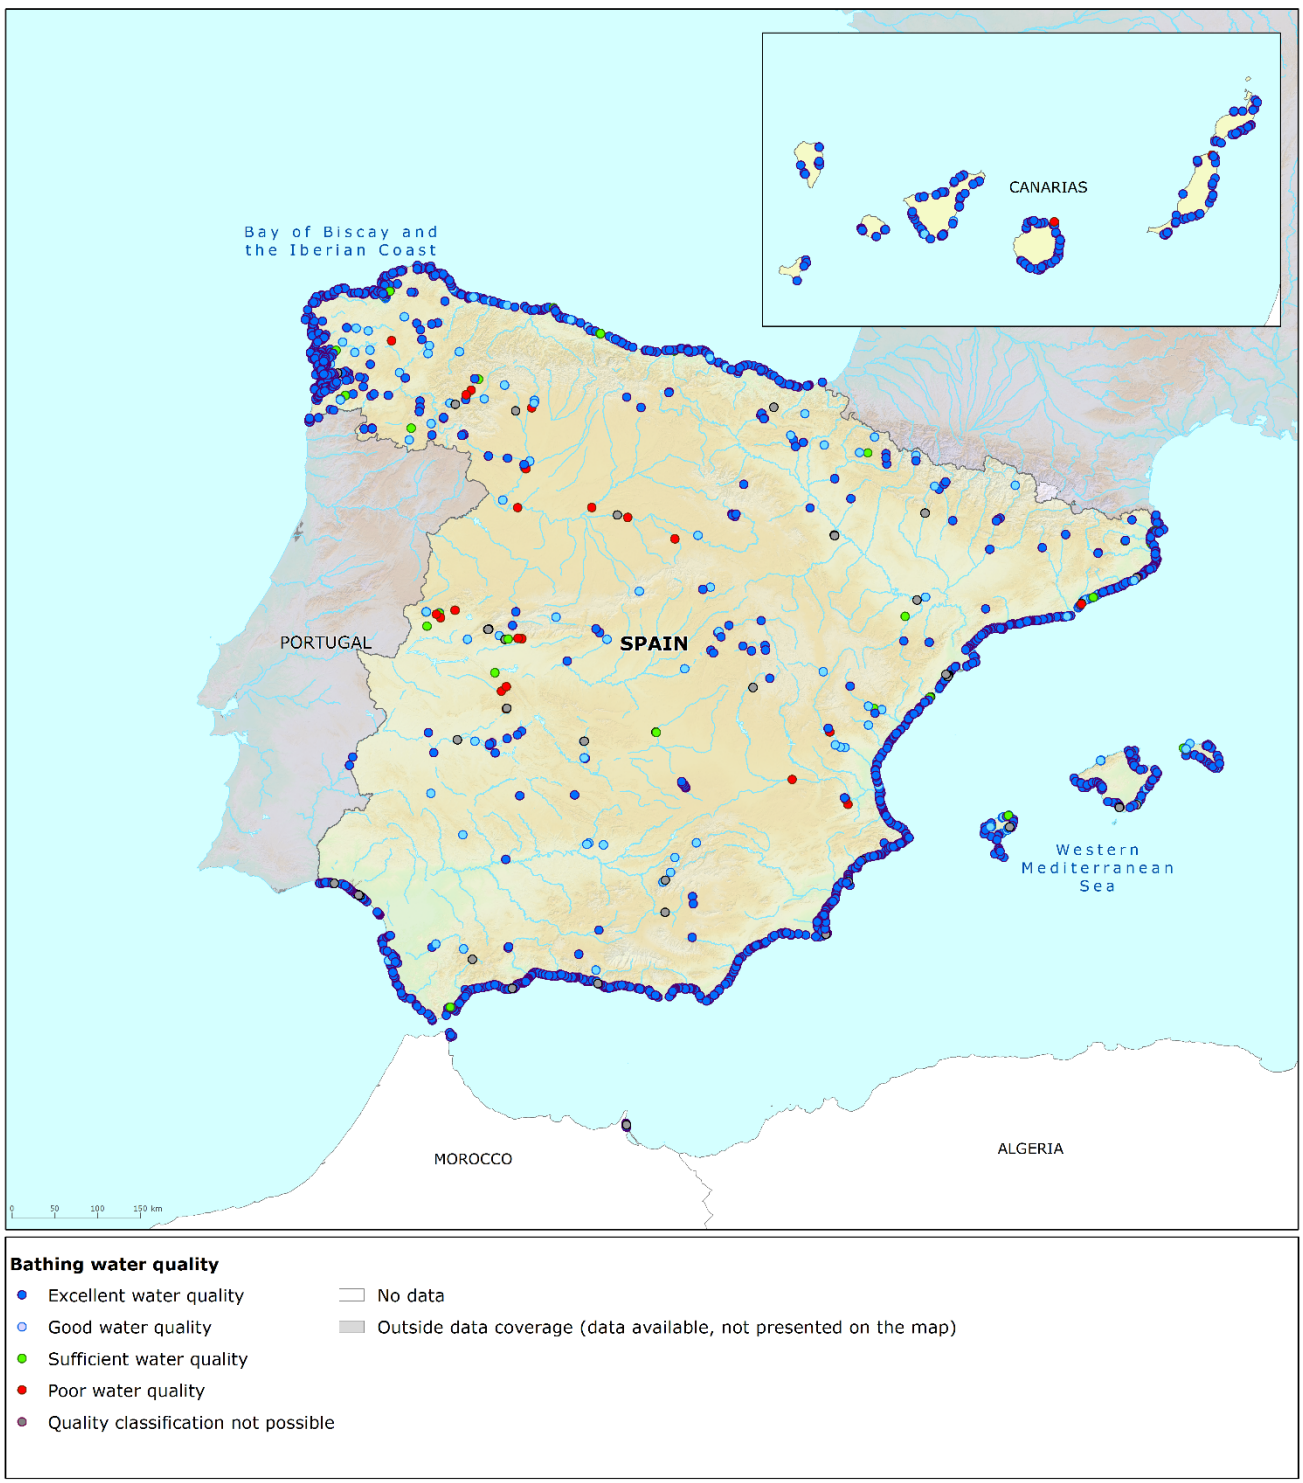 CANARIAS
Bay of Biscay and
the Iberian Coast
PORTUGAL
SPAIN
Western
Mediterranean
Sea
MOROCCO
ALGERIA
0 50 100 150 km
Bathing water quality
Excellent water quality
Good water quality
Sufficient water quality
Poor water quality
Quality classification not possible
No data
Outside data coverage (data available, not presented on the map)